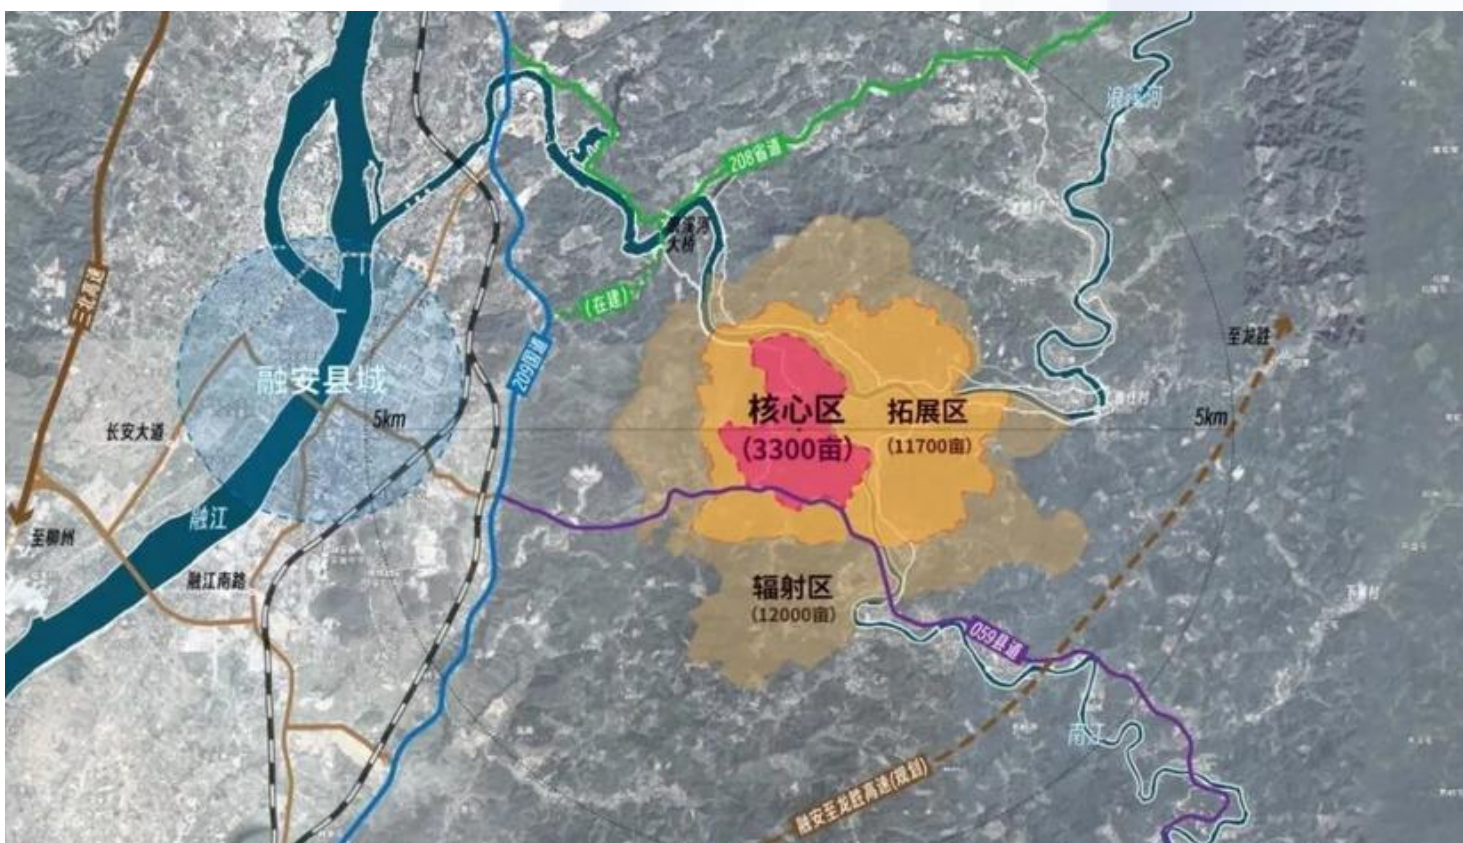 浪溪河
208省道
浪溪河
大桥
三北高速
(在建)
209国道
至龙胜
融安县城
5km
长安大道
核心区
(3300亩)
拓展区
(11700亩)
5km
融江
至柳州
融江南路
辐射区
(12000亩)
059县道
南江
融安至龙胜高速(规划)